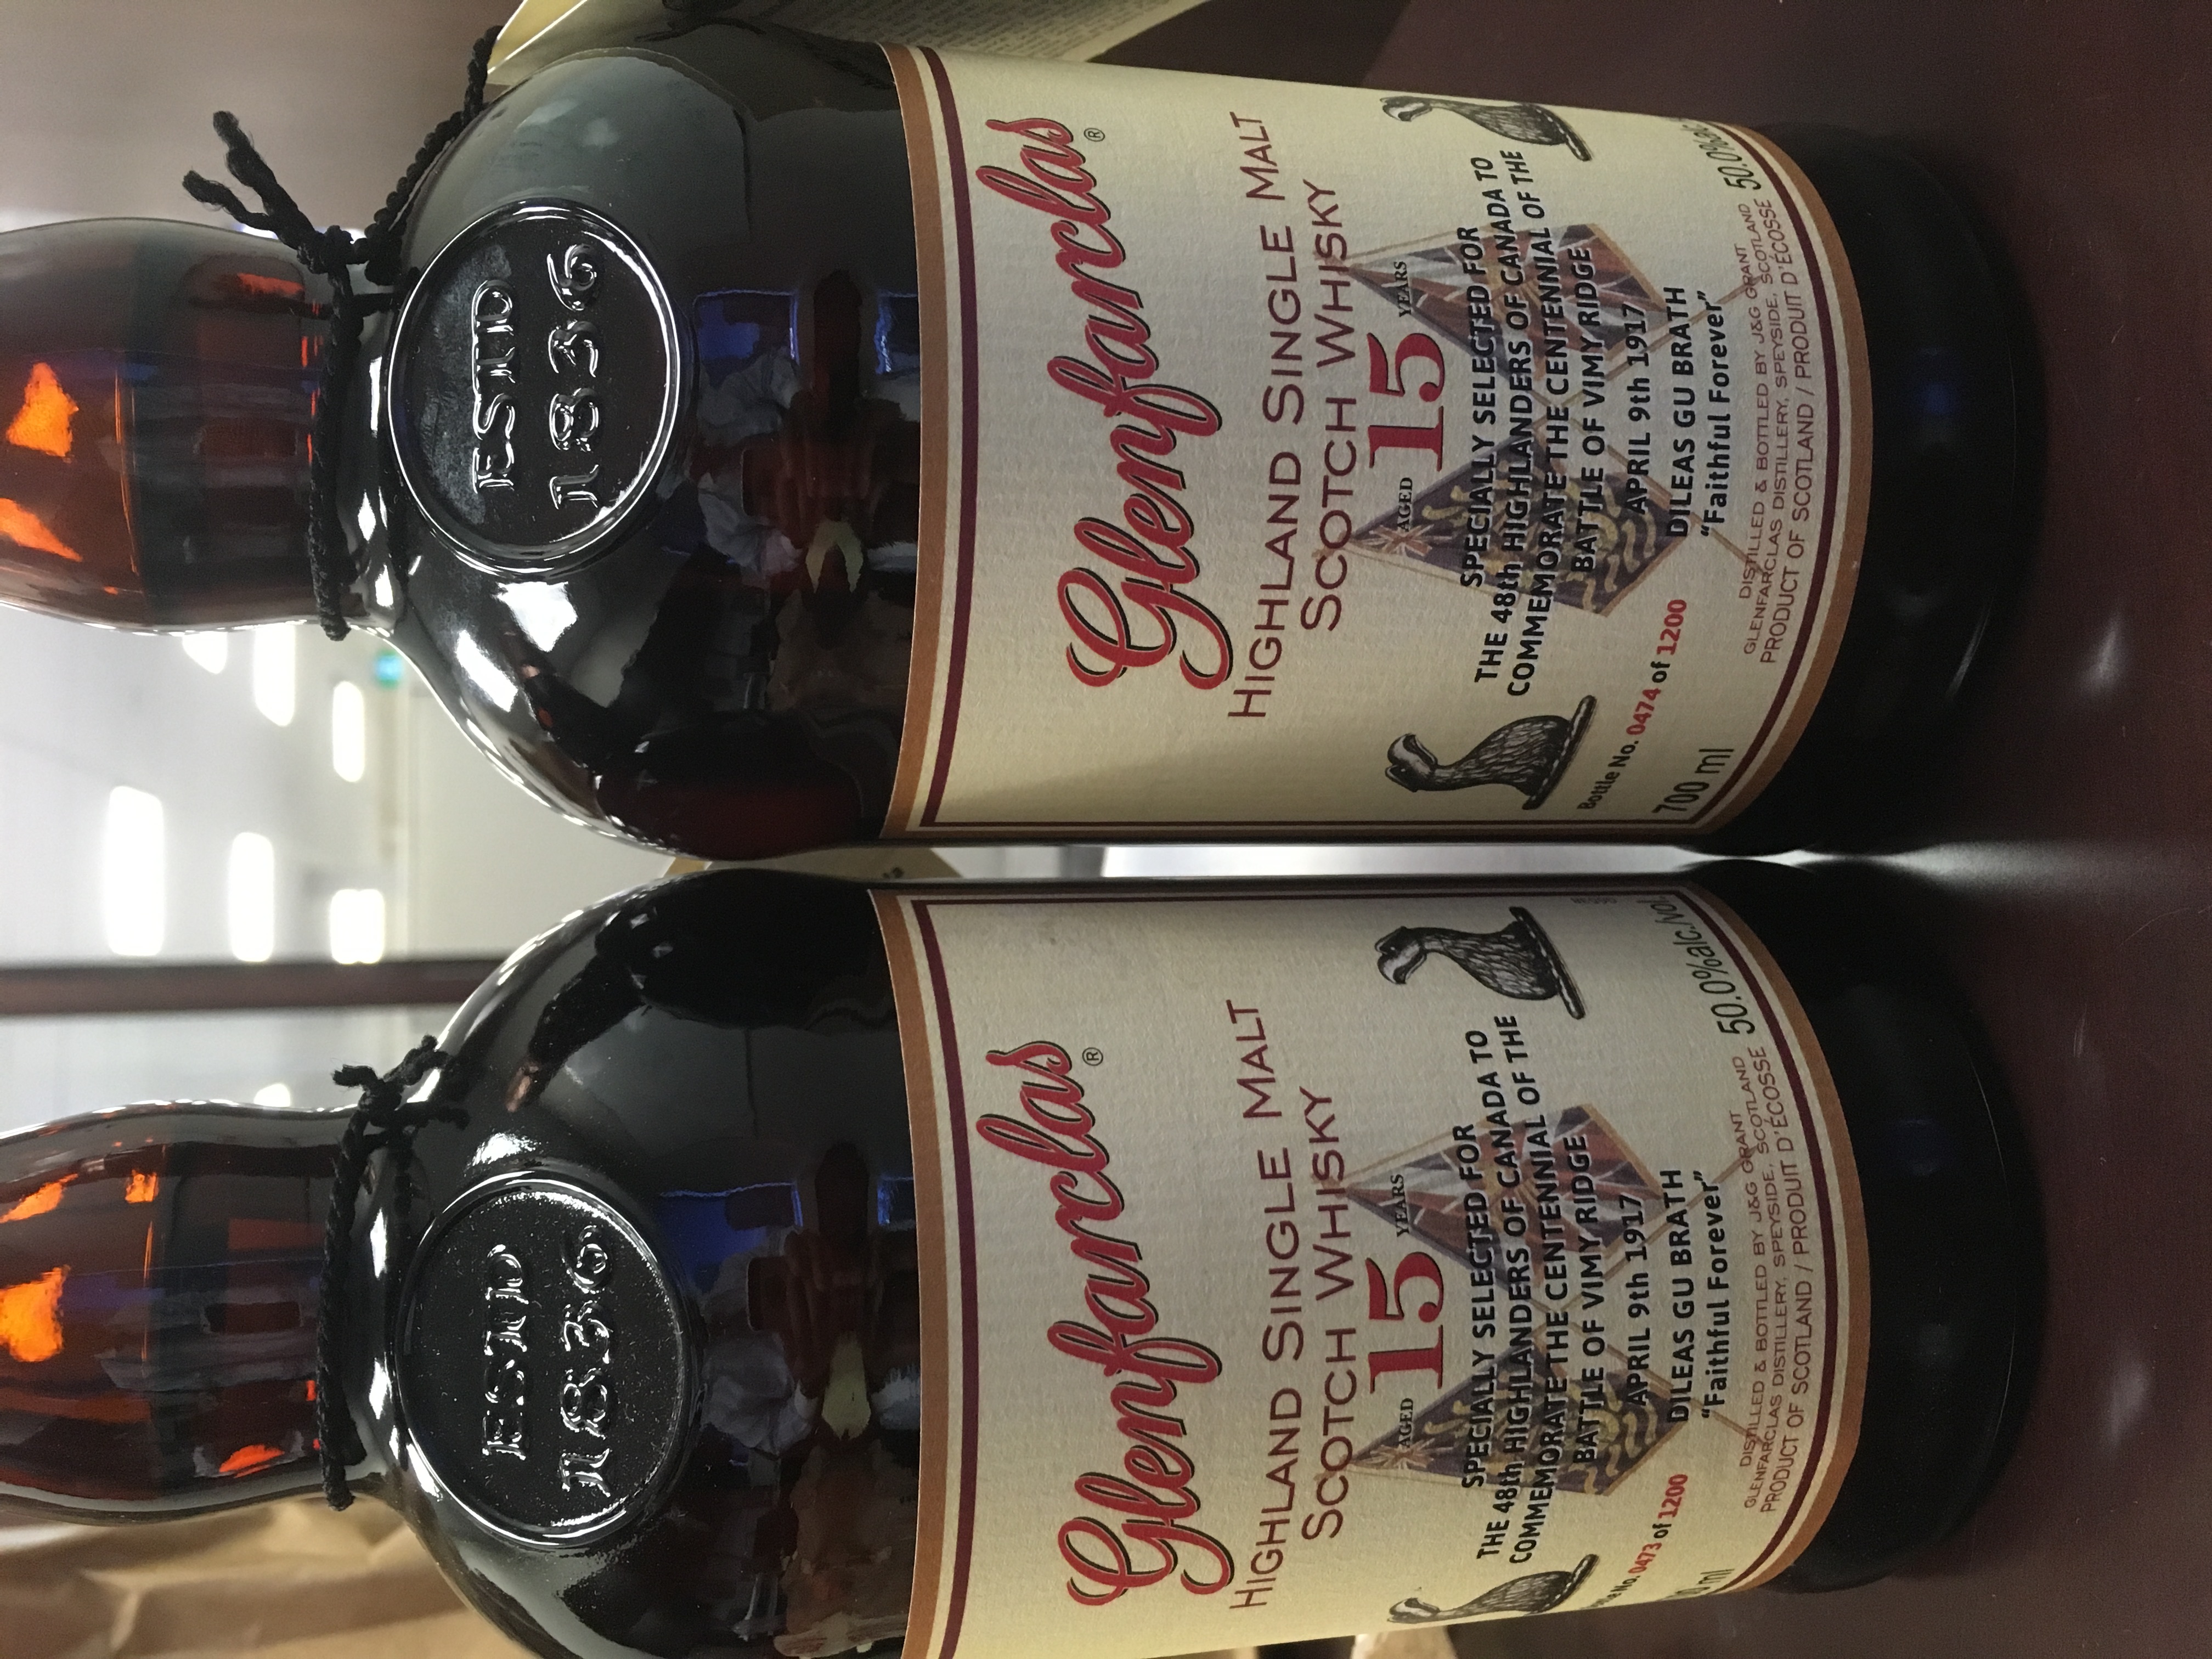 ESTD
1836
Glenfarclas®
HIGHLAND SINGLE MALT
SCOTCH WHISKY
AGED 15 YEARS
SPECIALLY SELECTED FOR
THE 48th HIGHLANDERS OF CANADA TO
COMMEMORATE THE CENTENNIAL OF THE
BATTLE OF VIMY RIDGE
APRIL 9th 1917
DILEAS GU BRATH
“Faithful Forever”
No. 0473 of 1200
DISTILLED & BOTTLED BY J&G GRANT
GLENFARCLAS DISTILLERY, SPEYSIDE, SCOTLAND
PRODUCT OF SCOTLAND / PRODUIT D'ÉCOSSE
ml
50.0%alc./vol.
ESTD
1836
Glenfarclas®
HIGHLAND SINGLE MALT
SCOTCH WHISKY
AGED 15 YEARS
SPECIALLY SELECTED FOR
THE 48th HIGHLANDERS OF CANADA TO
COMMEMORATE THE CENTENNIAL OF THE
BATTLE OF VIMY RIDGE
APRIL 9th 1917
DILEAS GU BRATH
“Faithful Forever”
Bottle No. 0474 of 1200
DISTILLED & BOTTLED BY J&G GRANT
GLENFARCLAS DISTILLERY, SPEYSIDE, SCOTLAND
PRODUCT OF SCOTLAND / PRODUIT D'ÉCOSSE
700 ml
50.0%alc